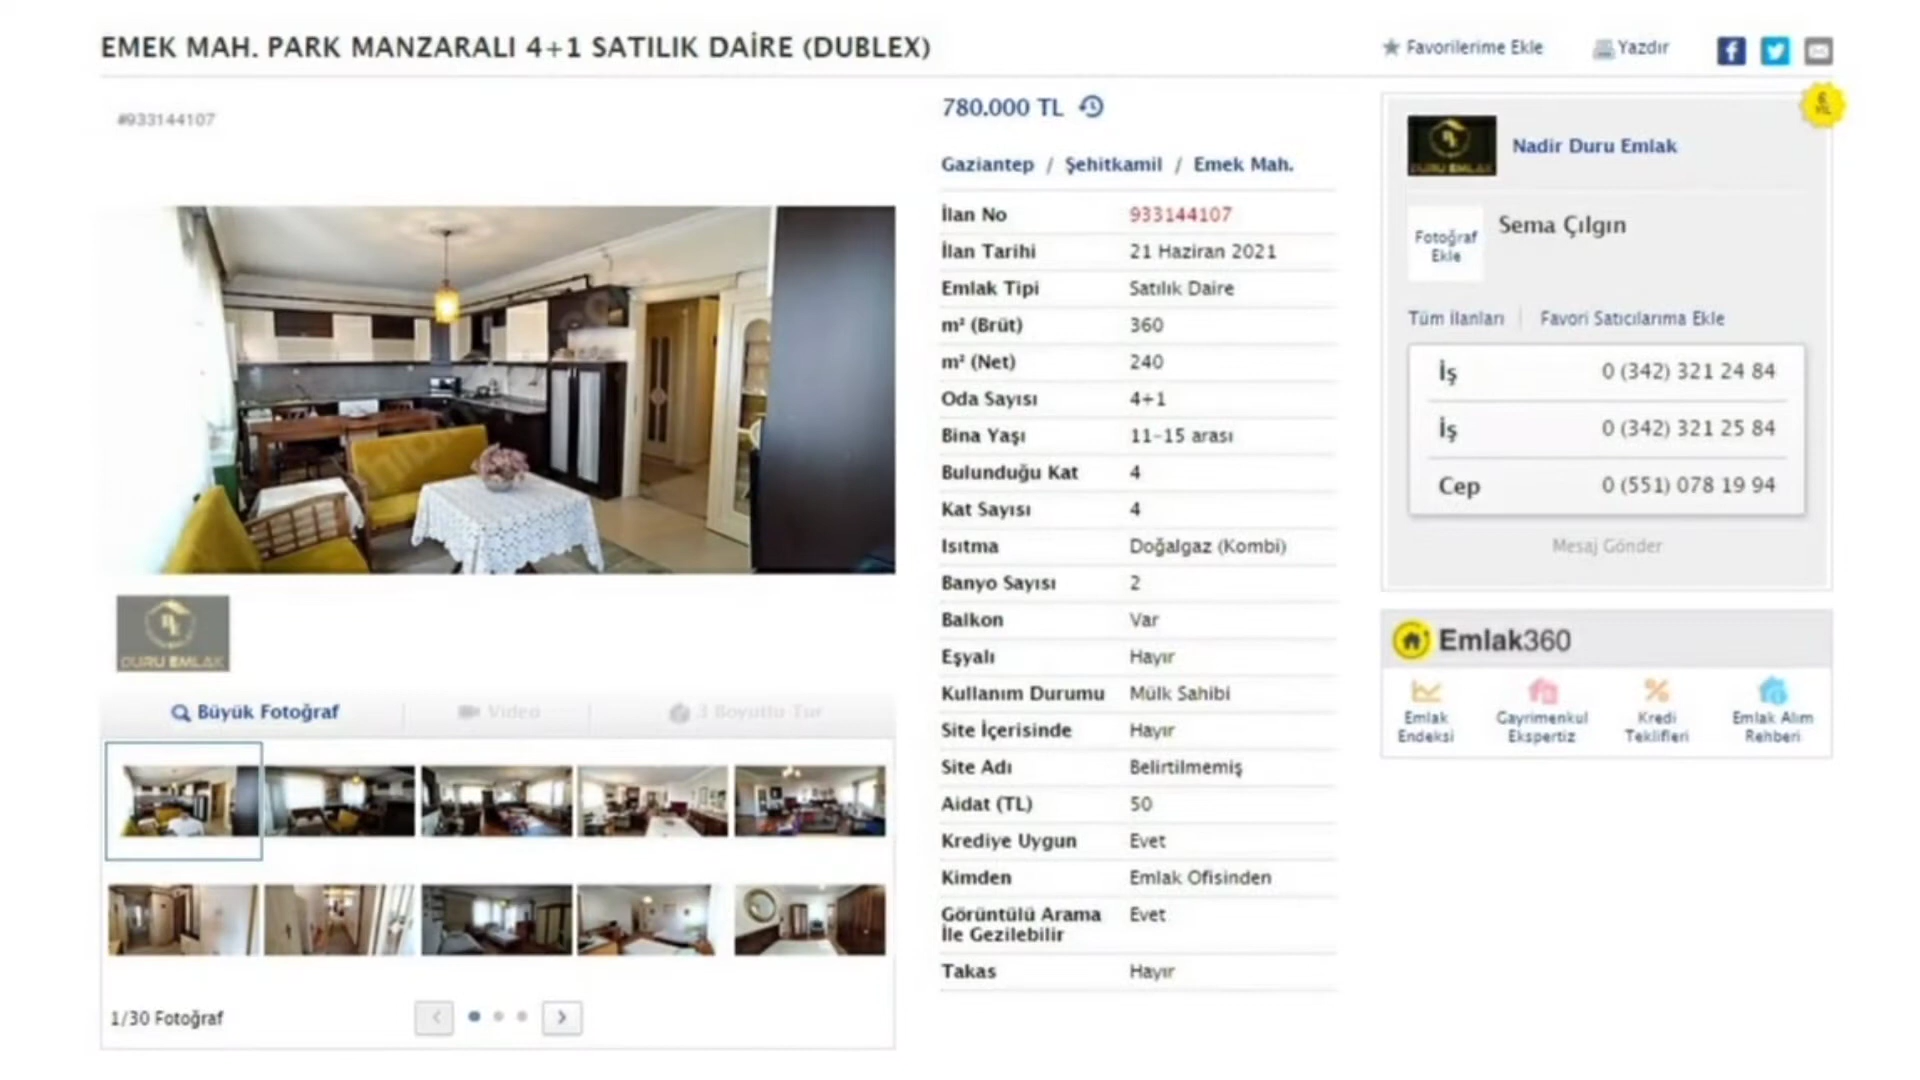 EMEK MAH. PARK MANZARALI 4+1 SATILIK DAİRE (DUBLEX)
Favorilerime Ekle
Yazdır
#933144107
780.000 TL
Gaziantep / Şehitkamil / Emek Mah.
İlan No 933144107
İlan Tarihi 21 Haziran 2021
Emlak Tipi Satılık Daire
m² (Brüt) 360
m² (Net) 240
Oda Sayısı 4+1
Bina Yaşı 11-15 arası
Bulunduğu Kat 4
Kat Sayısı 4
Isıtma Doğalgaz (Kombi)
Banyo Sayısı 2
Balkon Var
Eşyalı Hayır
Kullanım Durumu Mülk Sahibi
Site İçerisinde Hayır
Site Adı Belirtilmemiş
Aidat (TL) 50
Krediye Uygun Evet
Kimden Emlak Ofisinden
Görüntülü Arama Evet
İle Gezilebilir
Takas Hayır
DURU EMLAK
Nadir Duru Emlak
Fotoğraf
Ekle
Sema Çılgın
Tüm İlanları
Favori Satıcılarıma Ekle
İş 0 (342) 321 24 84
İş 0 (342) 321 25 84
Cep 0 (551) 078 19 94
Mesaj Gönder
Emlak360
Emlak
Endeksi
Gayrimenkul
Ekspertiz
Kredi
Teklifleri
Emlak Alım
Rehberi
DURU EMLAK
Büyük Fotoğraf
Video
3 Boyutlu Tur
1/30 Fotoğraf